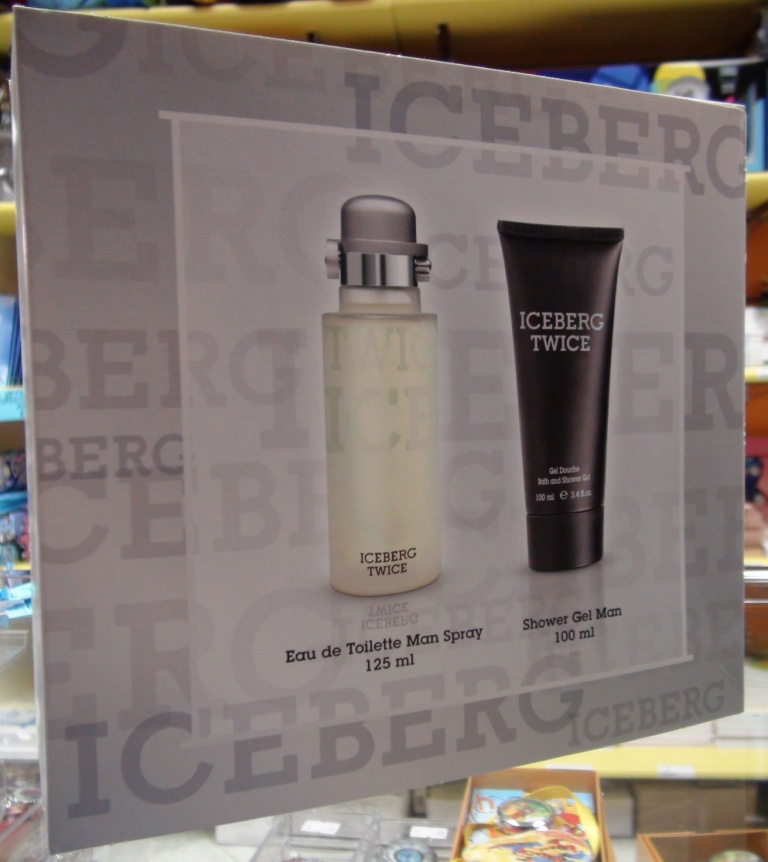 ICEBERG
ICEBERG
TWICE
Gel Douche
Bath and Shower Gel
100 ml e 3.4 fl. oz.
ICEBERG
TWICE
Eau de Toilette Man Spray
125 ml
Shower Gel Man
100 ml
ICEBERG
ICEBERG